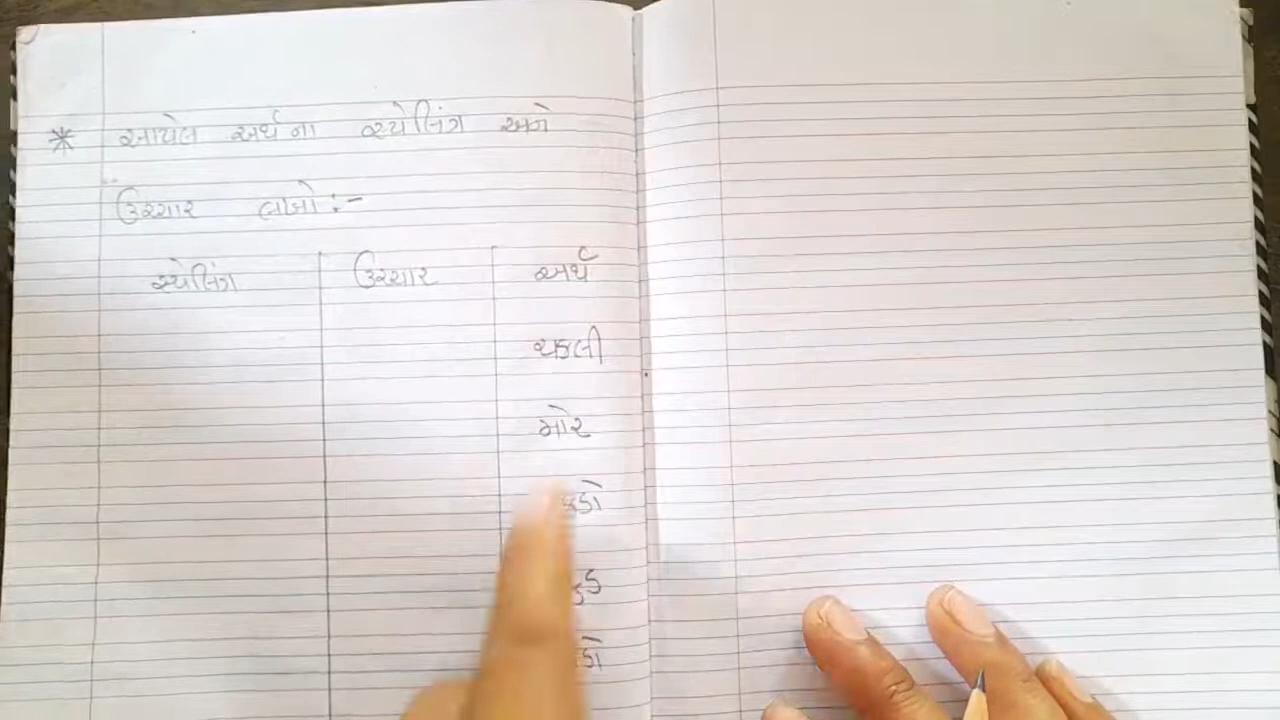 * આપેલ અર્થના સ્પેલિંગ અને
ઉચ્ચાર લખો :-
સ્પેલિંગ ઉચ્ચાર અર્થ
ચકલી
મોર